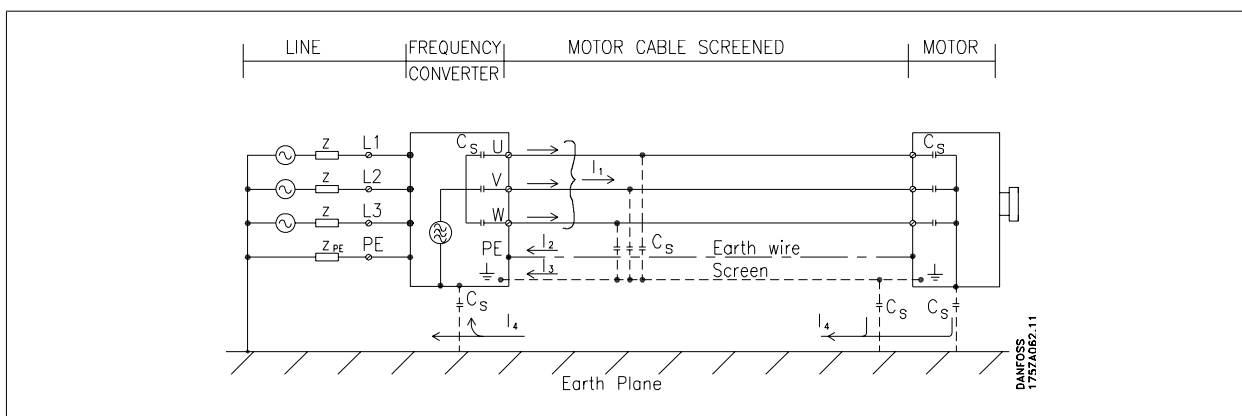 LINE
FREQUENCY
CONVERTER
MOTOR CABLE SCREENED
MOTOR
Z L1
Z L2
Z L3
Z PE PE
C S U
V
W
PE
I 1
I 2
I 3
C S
Earth wire
Screen
C S
C S
I 4
I 4
C S
C S
Earth Plane
DANFOSS
175ZA062.11